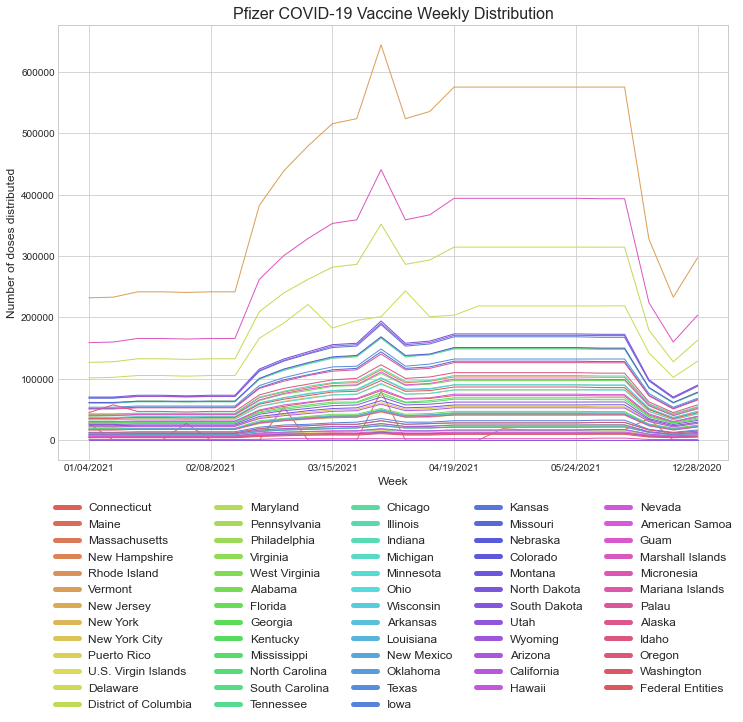 Pfizer COVID-19 Vaccine Weekly Distribution
600000
500000
400000
300000
200000
100000
0
Number of doses distributed
01/04/2021 02/08/2021 03/15/2021 04/19/2021 05/24/2021 12/28/2020
Week
Connecticut Maryland Chicago Kansas Nevada
Maine Pennsylvania Illinois Missouri American Samoa
Massachusetts Philadelphia Indiana Nebraska Guam
New Hampshire Virginia Michigan Colorado Marshall Islands
Rhode Island West Virginia Minnesota Montana Micronesia
Vermont Alabama Ohio North Dakota Mariana Islands
New Jersey Florida Wisconsin South Dakota Palau
New York Georgia Arkansas Utah Alaska
New York City Kentucky Louisiana Wyoming Idaho
Puerto Rico Mississippi New Mexico Arizona Oregon
U.S. Virgin Islands North Carolina Oklahoma California Washington
Delaware South Carolina Texas Hawaii Federal Entities
District of Columbia Tennessee Iowa